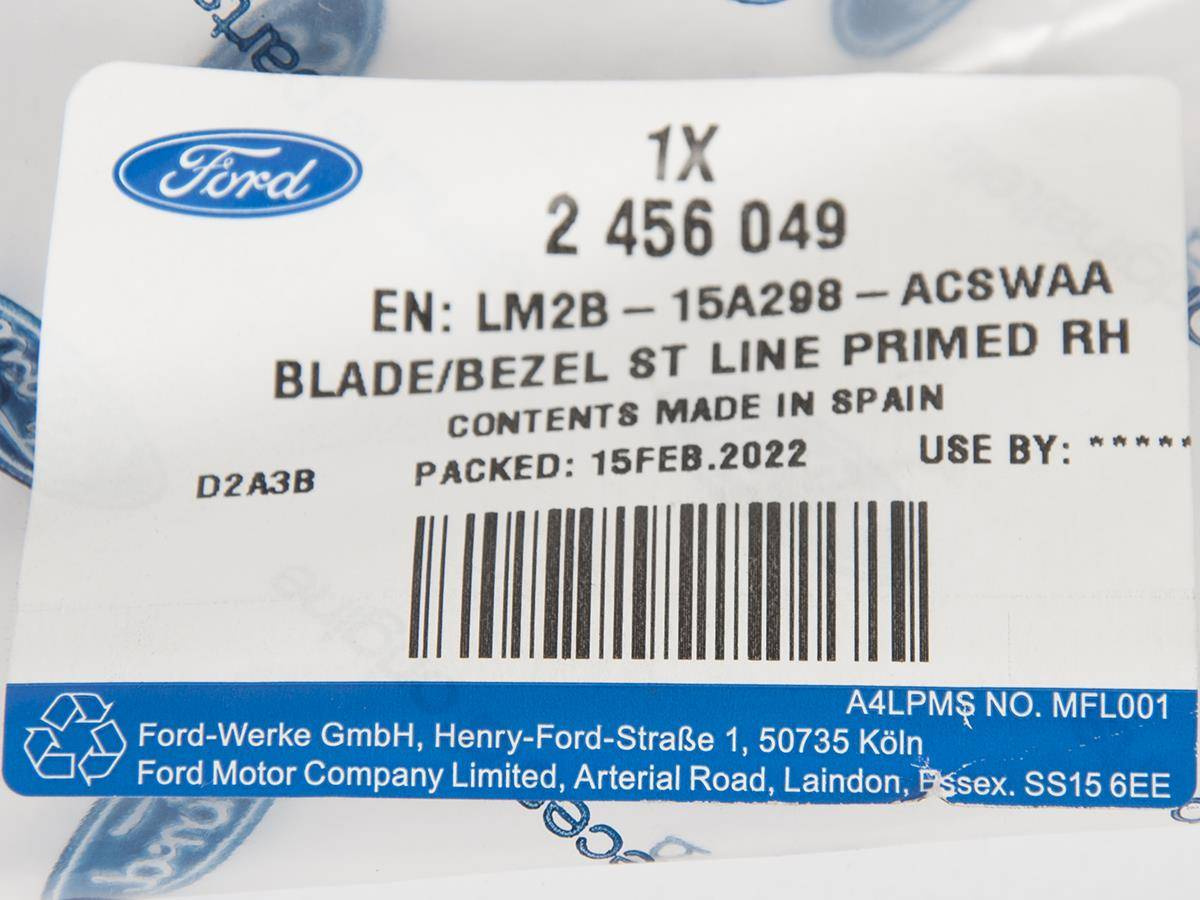 Ford
1X
2 456 049
EN: LM2B - 15A298 - ACSWAA
BLADE/BEZEL ST LINE PRIMED RH
CONTENTS MADE IN SPAIN
D2A3B PACKED: 15FEB.2022 USE BY: *****
A4LPMS NO. MFL001
Ford-Werke GmbH, Henry-Ford-Straße 1, 50735 Köln
Ford Motor Company Limited, Arterial Road, Laindon, Essex. SS15 6EE